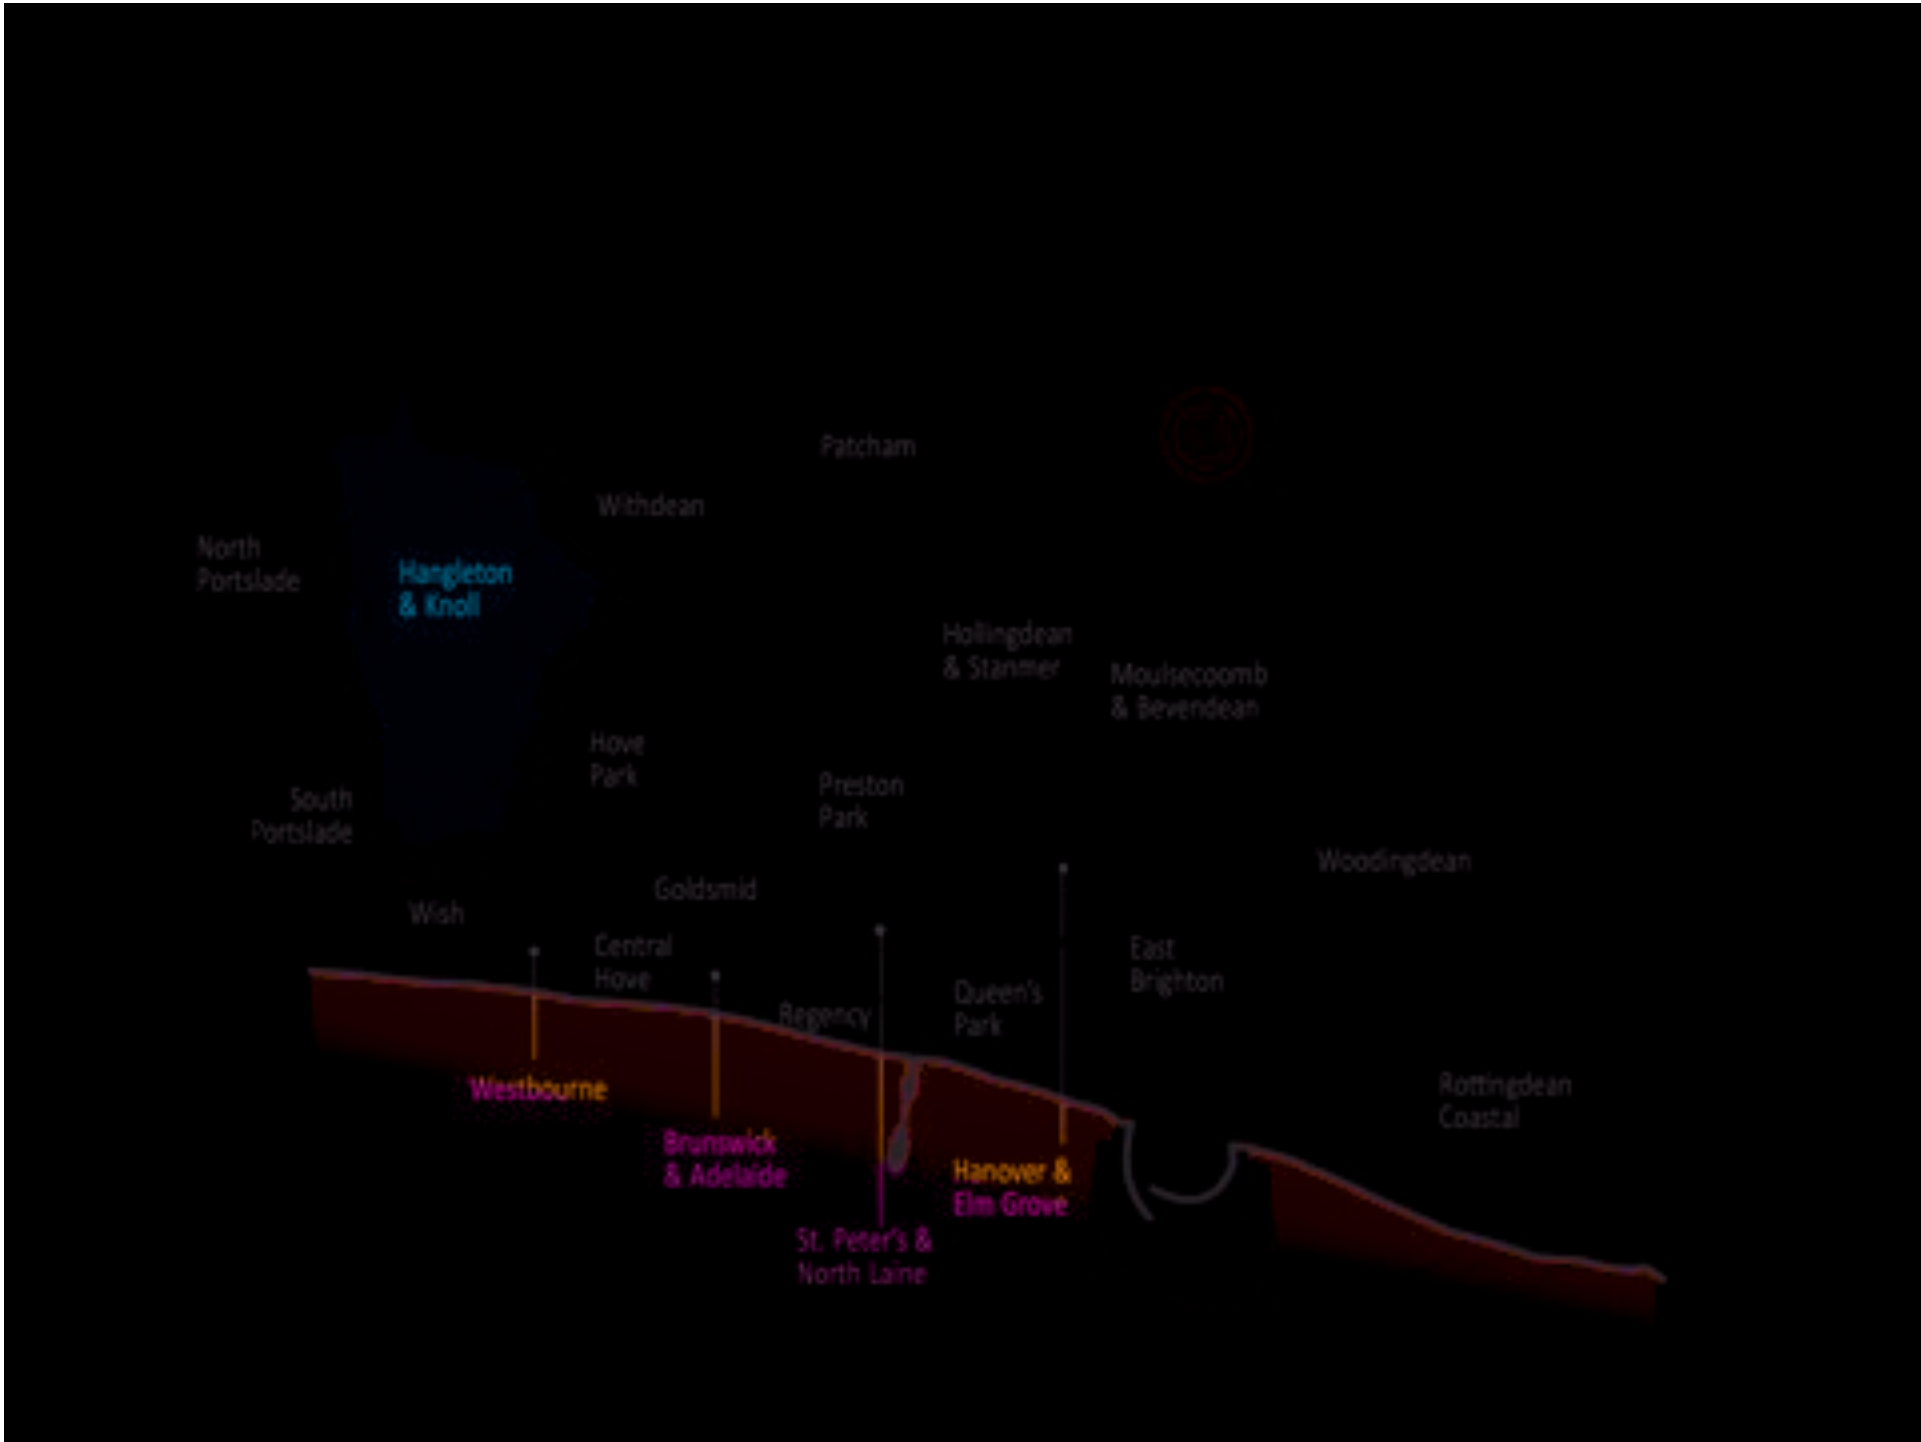 Patcham
Withdean
North
Portslade
Hangleton
& Knoll
Hollingdean
& Stanmer
Moulsecoomb
& Bevendean
Hove
Park
Preston
Park
South
Portslade
Woodingdean
Goldsmid
Wish
Central
Hove
East
Brighton
Queen's
Park
Regency
Westbourne
Rottingdean
Coastal
Brunswick
& Adelaide
Hanover &
Elm Grove
St. Peter's &
North Laine